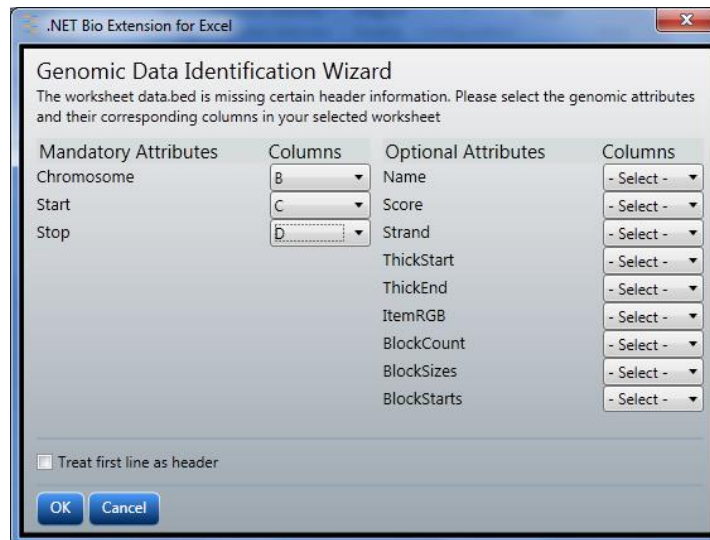 .NET Bio Extension for Excel
Genomic Data Identification Wizard
The worksheet data.bed is missing certain header information. Please select the genomic attributes
and their corresponding columns in your selected worksheet
Mandatory Attributes Columns Optional Attributes Columns
Chromosome B Name - Select -
Start C Score - Select -
Stop D Strand - Select -
ThickStart - Select -
ThickEnd - Select -
ItemRGB - Select -
BlockCount - Select -
BlockSizes - Select -
BlockStarts - Select -
Treat first line as header
OK Cancel